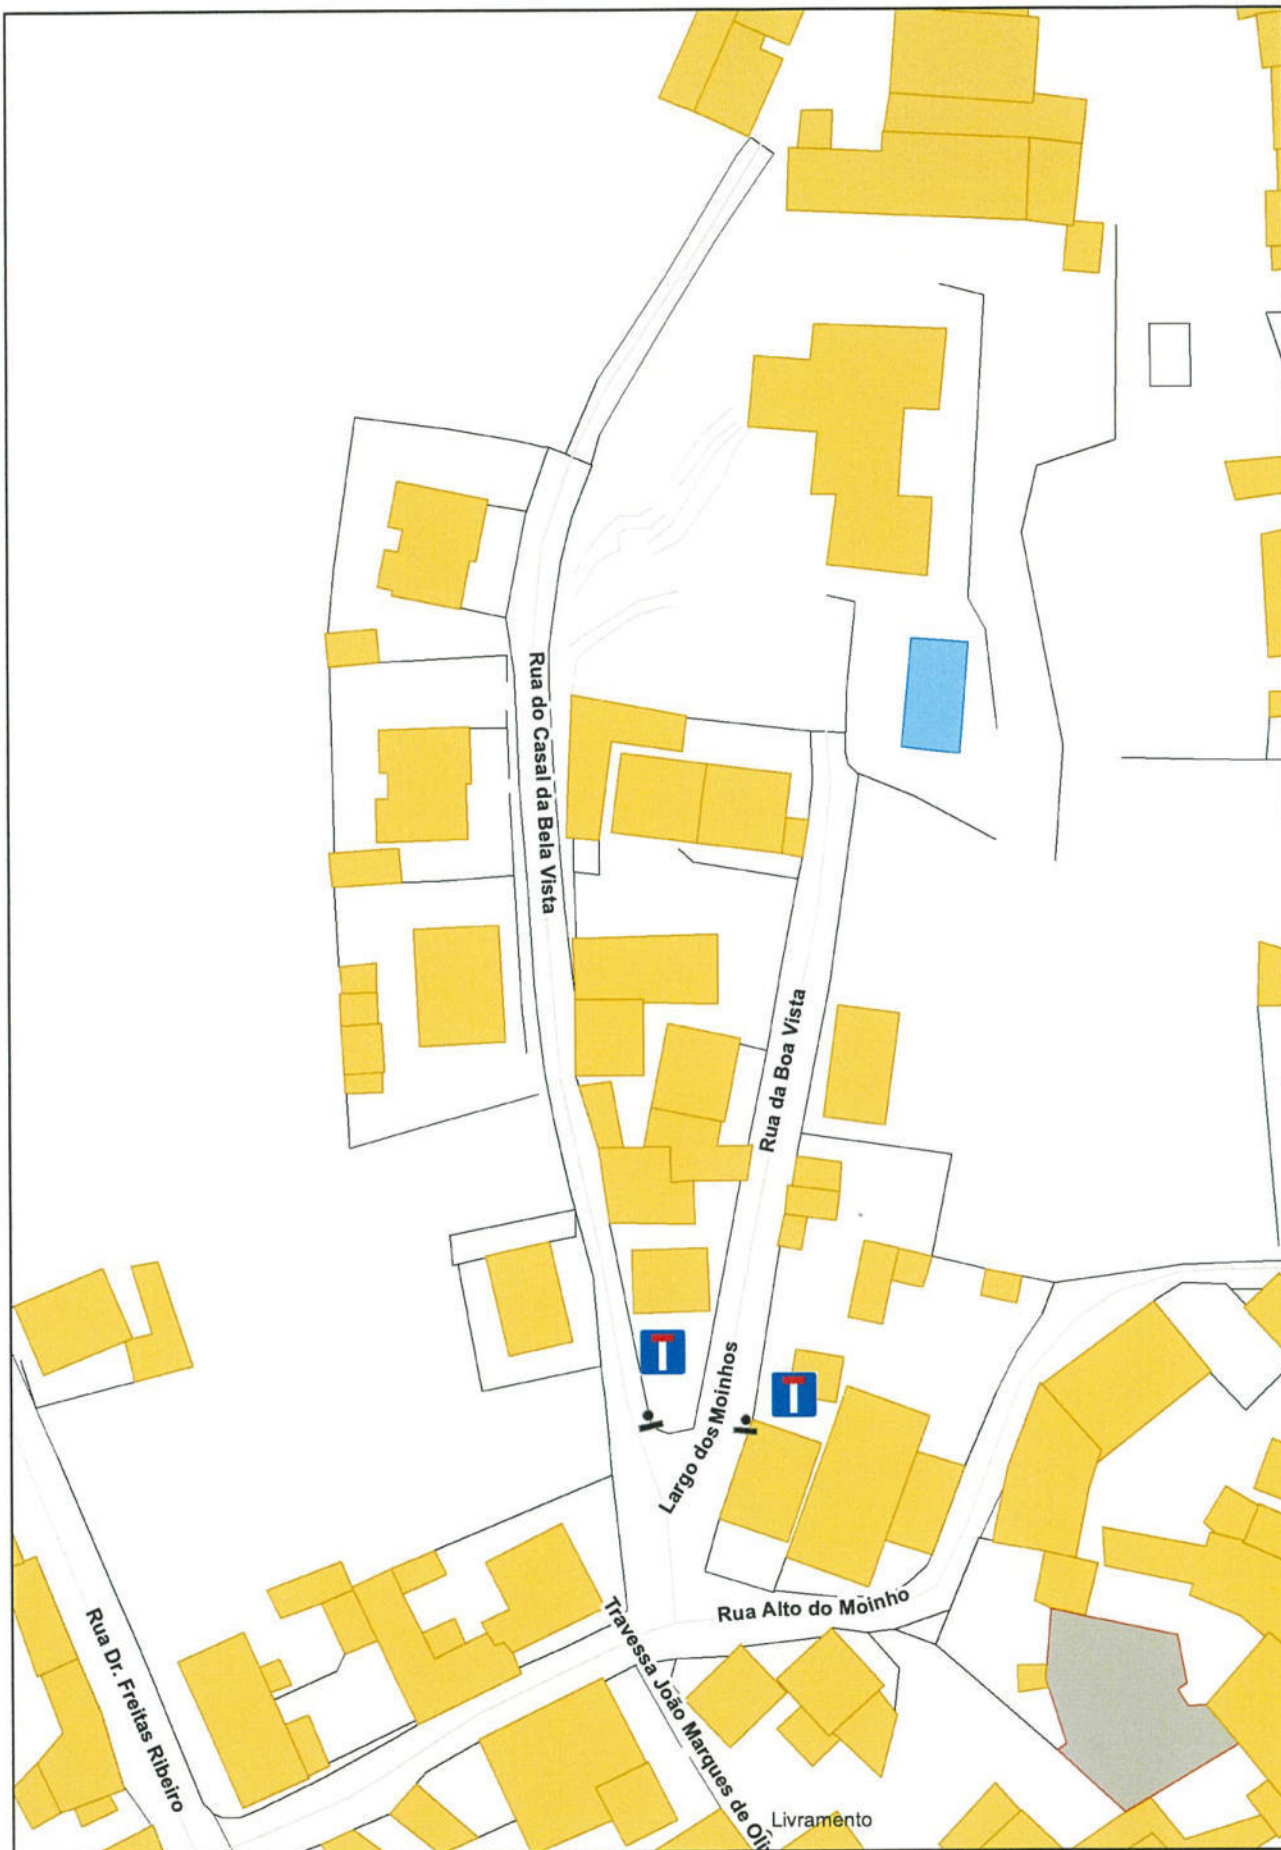 Rua do Casal da Bela Vista
Rua da Boa Vista
Largo dos Moinhos
Rua Alto do Moinho
Travessa João Marques de Oli
Rua Dr. Freitas Ribeiro
Livramento